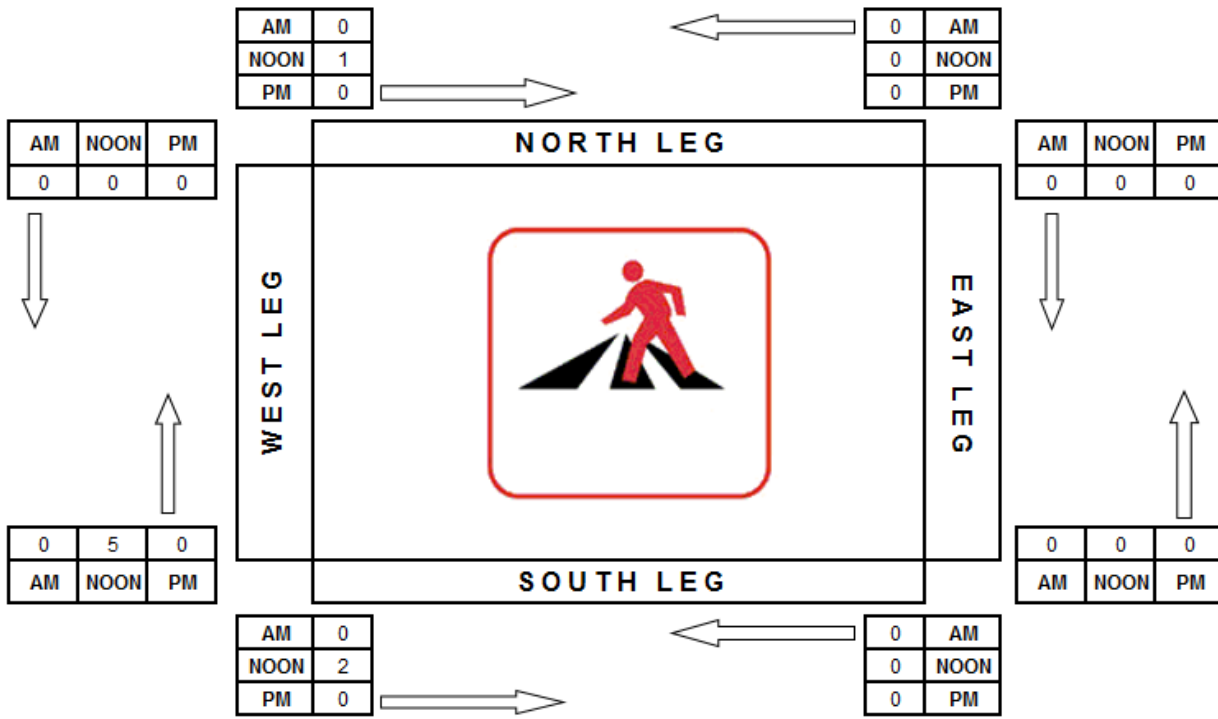 AM 0
NOON 1
PM 0
0 AM
0 NOON
0 PM
NORTH LEG
AM NOON PM
0 0 0
AM NOON PM
0 0 0
WEST LEG
EAST LEG
0 5 0
AM NOON PM
0 0 0
AM NOON PM
SOUTH LEG
AM 0
NOON 2
PM 0
0 AM
0 NOON
0 PM